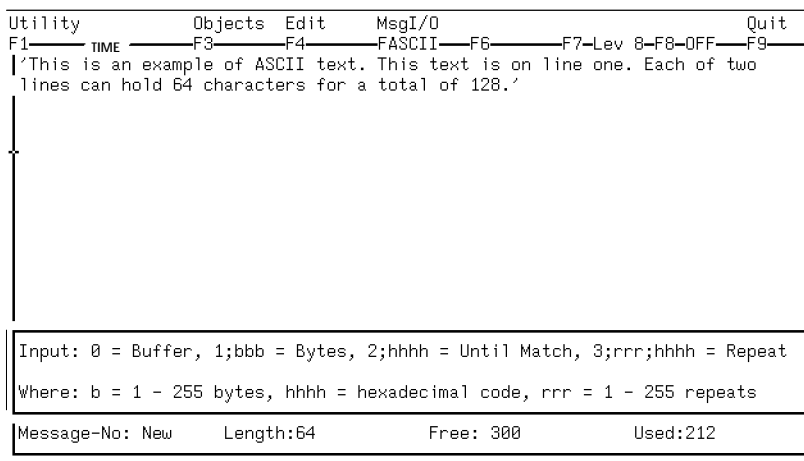 Utility Objects Edit MsgI/O Quit
F1 TIME F3 F4 FASCII F6 F7-Lev 8-F8-OFF F9
'This is an example of ASCII text. This text is on line one. Each of two
lines can hold 64 characters for a total of 128.'
Input: 0 = Buffer, 1;bbb = Bytes, 2;hhhh = Until Match, 3;rrr;hhhh = Repeat
Where: b = 1 - 255 bytes, hhhh = hexadecimal code, rrr = 1 - 255 repeats
Message-No: New Length:64 Free: 300 Used:212